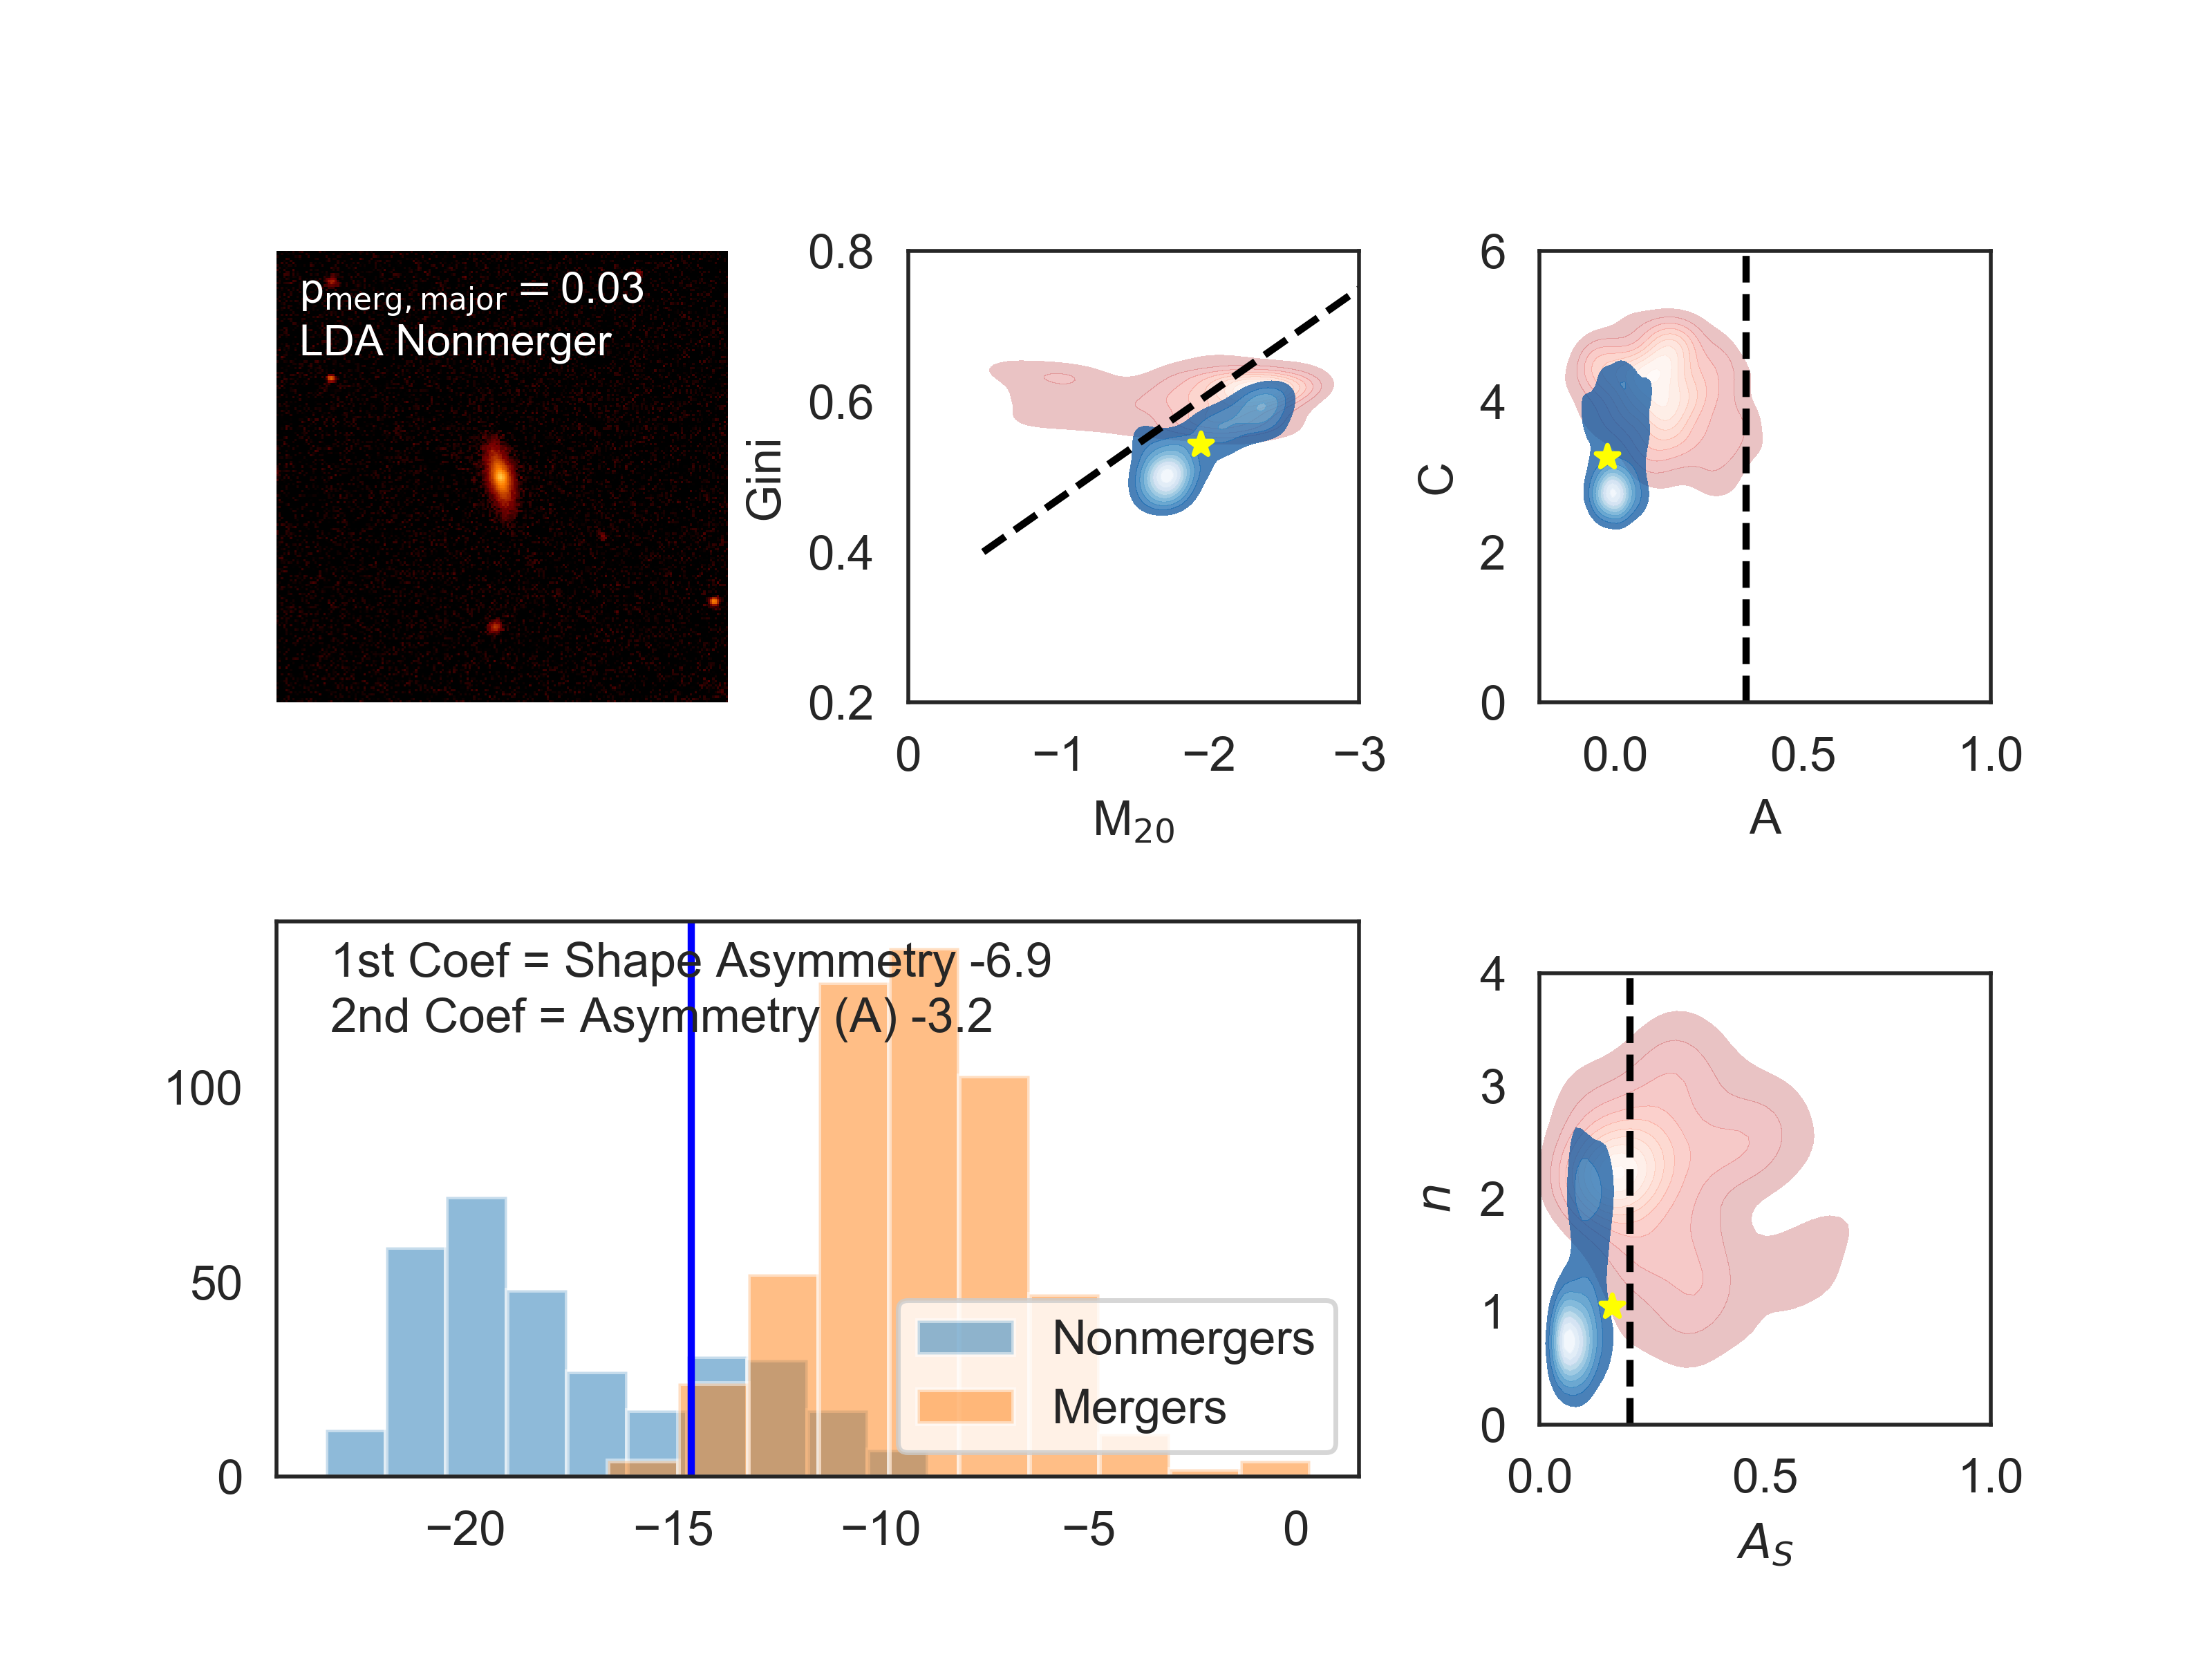 p_merg, major = 0.03
LDA Nonmerger
0.8
0.6
0.4
0.2
Gini
0
−1
−2
−3
M_20
6
4
2
0
C
0.0
0.5
1.0
A
1st Coef = Shape Asymmetry -6.9
2nd Coef = Asymmetry (A) -3.2
100
50
0
−20
−15
−10
−5
0
Nonmergers
Mergers
4
3
2
1
0
n
0.0
0.5
1.0
A_S